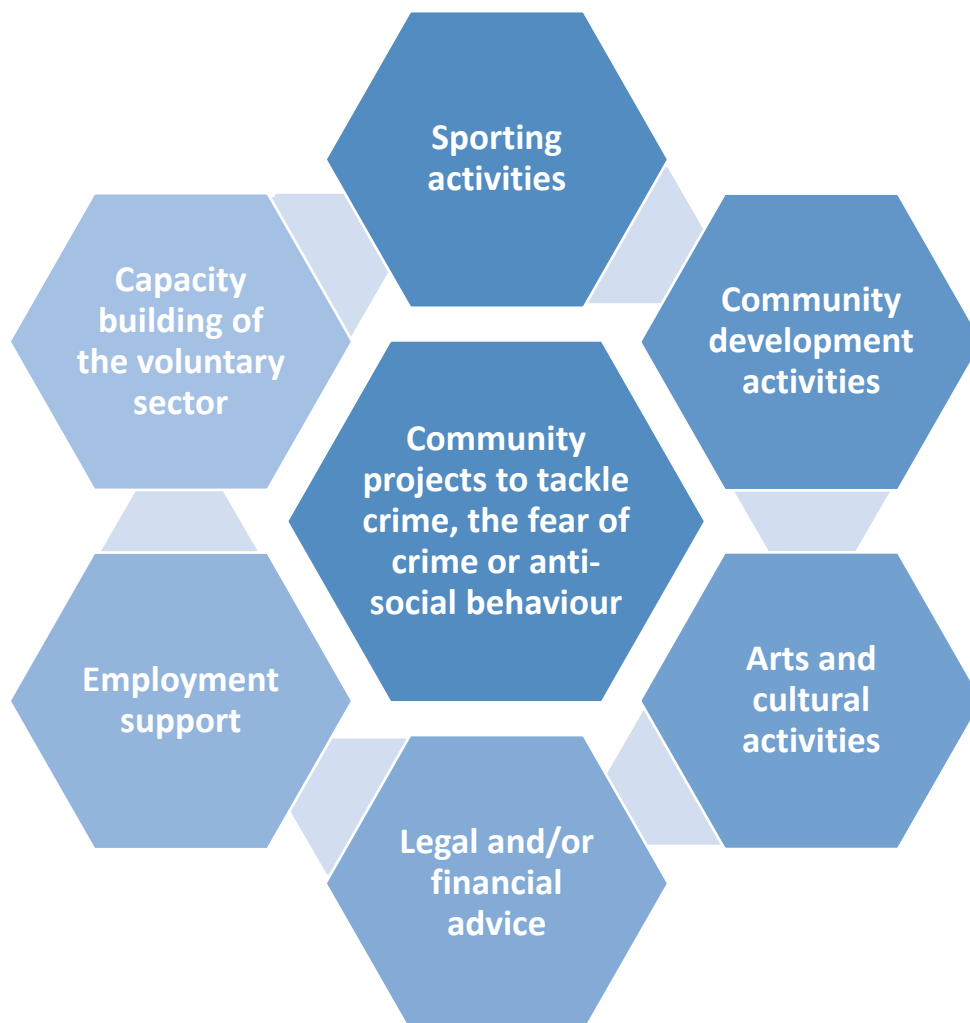 Sporting
activities
Community
development
activities
Arts and
cultural
activities
Legal and/or
financial
advice
Employment
support
Capacity
building of
the voluntary
sector
Community
projects to tackle
crime, the fear of
crime or anti-
social behaviour